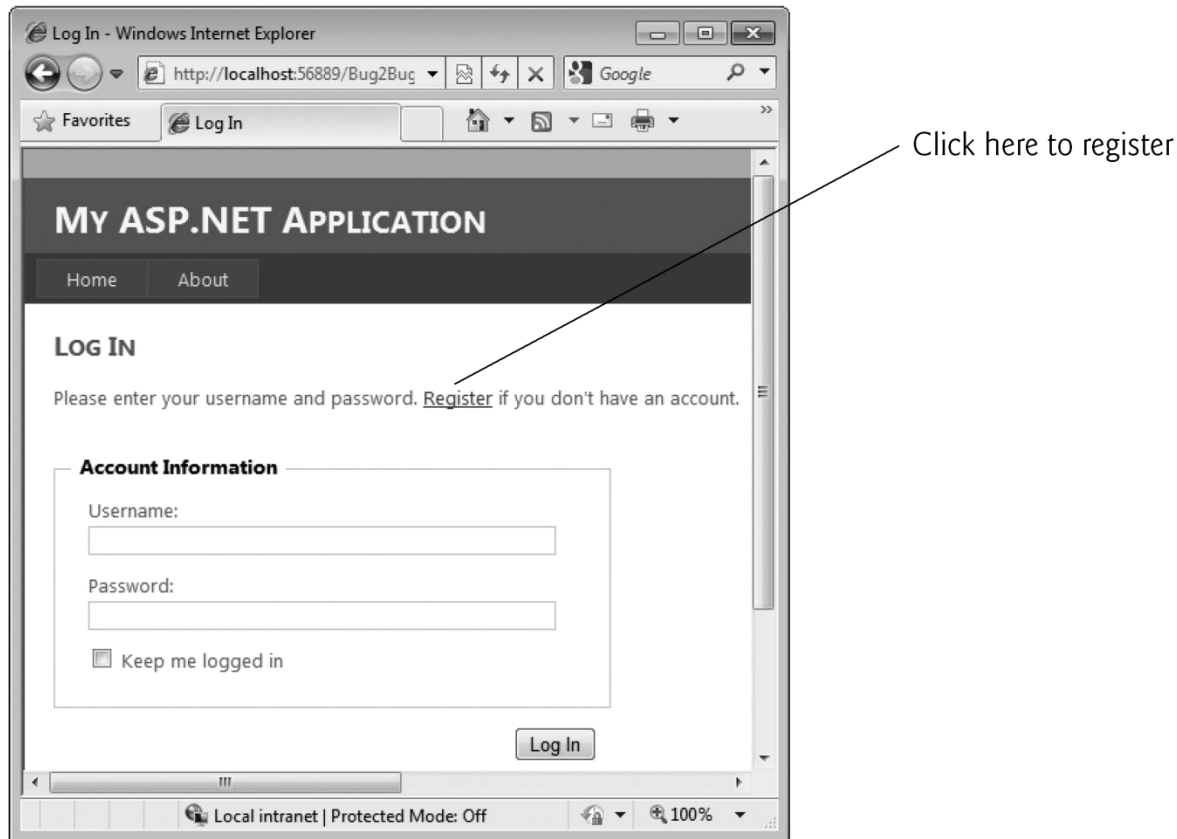 Log In - Windows Internet Explorer
http://localhost:56889/Bug2Bug
Google
Favorites
Log In
»
Click here to register
My ASP.NET Application
Home
About
Log In
Please enter your username and password. Register if you don't have an account.
Account Information
Username:
Password:
Keep me logged in
Log In
Local intranet | Protected Mode: Off
100%